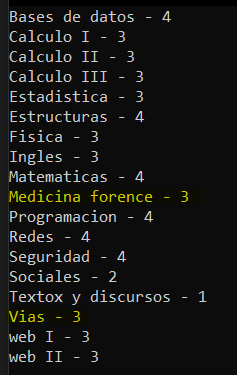 Bases de datos - 4
Calculo I - 3
Calculo II - 3
Calculo III - 3
Estadistica - 3
Estructuras - 4
Fisica - 3
Ingles - 3
Matematicas - 4
Medicina forence - 3
Programacion - 4
Redes - 4
Seguridad - 4
Sociales - 2
Textox y discursos - 1
Vias - 3
web I - 3
web II - 3